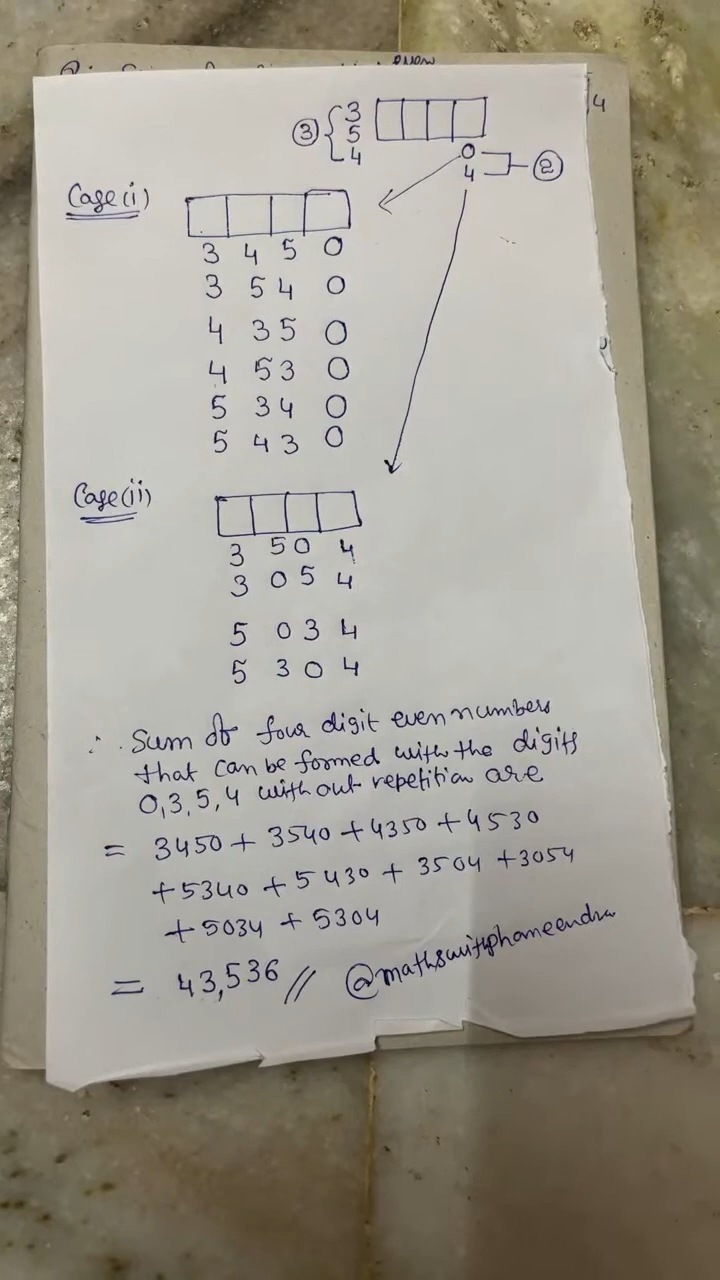 even
4
③ { 3
5
4
0
4
②
Case(i)
3 4 5 0
3 5 4 0
4 3 5 0
4 5 3 0
5 3 4 0
5 4 3 0
Case(ii)
3 5 0 4
3 0 5 4
5 0 3 4
5 3 0 4
∴ Sum of four digit even numbers
that can be formed with the digits
0,3,5,4 without repetition are
= 3450 + 3540 + 4350 + 4530
+ 5340 + 5430 + 3504 + 3054
+ 5034 + 5304
= 43,536 // @mathswithphaneendra